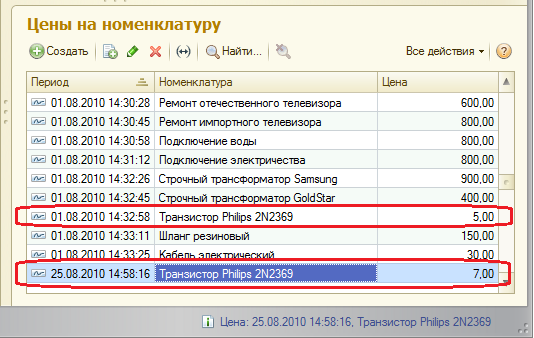 Цены на номенклатуру
Создать Найти... Все действия
Период Номенклатура Цена
01.08.2010 14:30:28 Ремонт отечественного телевизора 600,00
01.08.2010 14:30:45 Ремонт импортного телевизора 800,00
01.08.2010 14:30:58 Подключение воды 800,00
01.08.2010 14:31:12 Подключение электричества 800,00
01.08.2010 14:32:26 Строчный трансформатор Samsung 900,00
01.08.2010 14:32:45 Строчный трансформатор GoldStar 400,00
01.08.2010 14:32:58 Транзистор Philips 2N2369 5,00
01.08.2010 14:33:11 Шланг резиновый 150,00
01.08.2010 14:33:25 Кабель электрический 30,00
25.08.2010 14:58:16 Транзистор Philips 2N2369 7,00
Цена: 25.08.2010 14:58:16, Транзистор Philips 2N2369